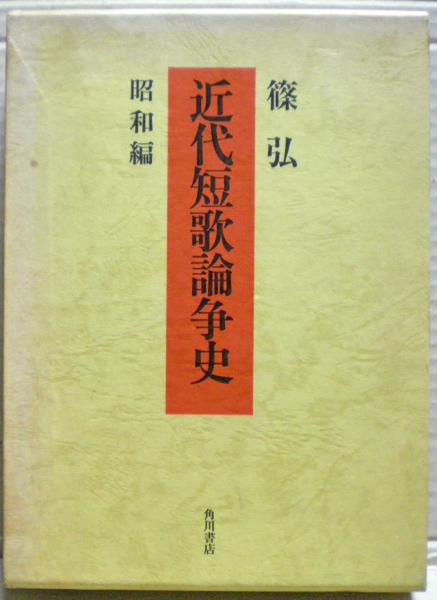 篠弘
近代短歌論争史
昭和編
角川書店